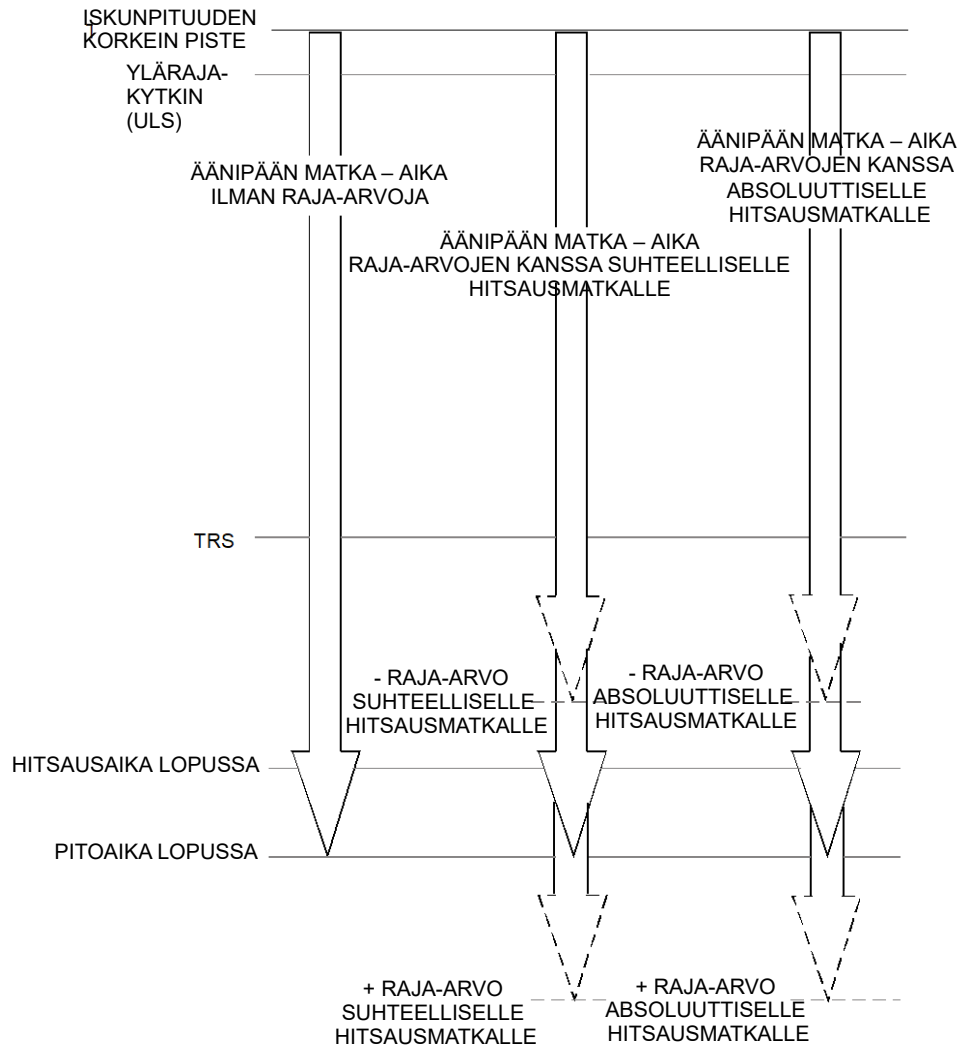 ISKUNPITUUDEN
KORKEIN PISTE
YLÄRAJA-
KYTKIN
(ULS)
ÄÄNIPÄÄN MATKA – AIKA
ILMAN RAJA-ARVOJA
ÄÄNIPÄÄN MATKA – AIKA
RAJA-ARVOJEN KANSSA SUHTEELLISELLE
HITSAUSMATKALLE
ÄÄNIPÄÄN MATKA – AIKA
RAJA-ARVOJEN KANSSA
ABSOLUUTTISELLE
HITSAUSMATKALLE
TRS
- RAJA-ARVO
SUHTEELLISELLE
HITSAUSMATKALLE
- RAJA-ARVO
ABSOLUUTTISELLE
HITSAUSMATKALLE
HITSAUSAIKA LOPUSSA
PITOAIKA LOPUSSA
+ RAJA-ARVO
SUHTEELLISELLE
HITSAUSMATKALLE
+ RAJA-ARVO
ABSOLUUTTISELLE
HITSAUSMATKALLE